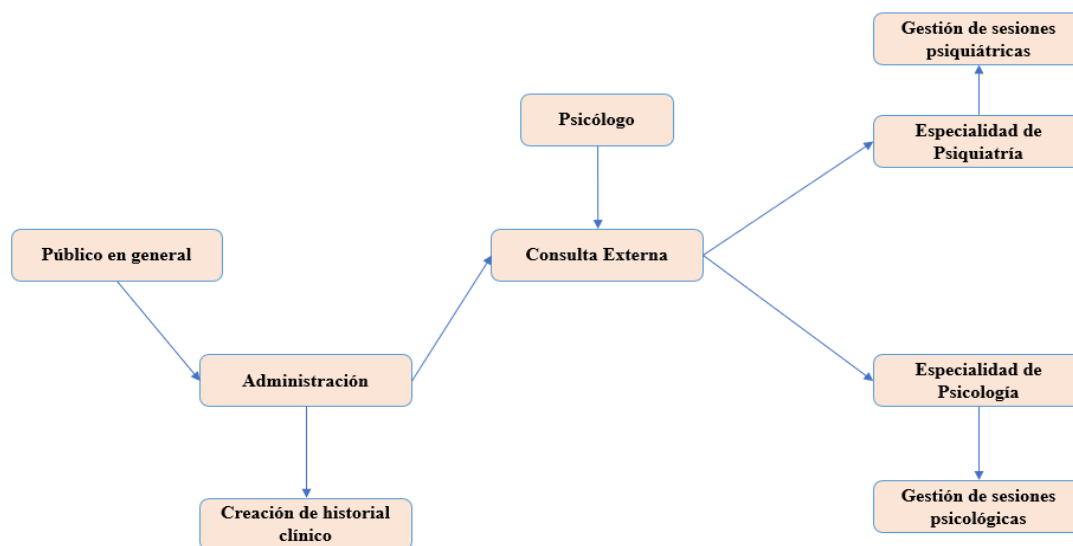 Gestión de sesiones
psiquiátricas
Psicólogo
Especialidad de
Psiquiatría
Público en general
Consulta Externa
Administración
Especialidad de
Psicología
Creación de historial
clínico
Gestión de sesiones
psicológicas